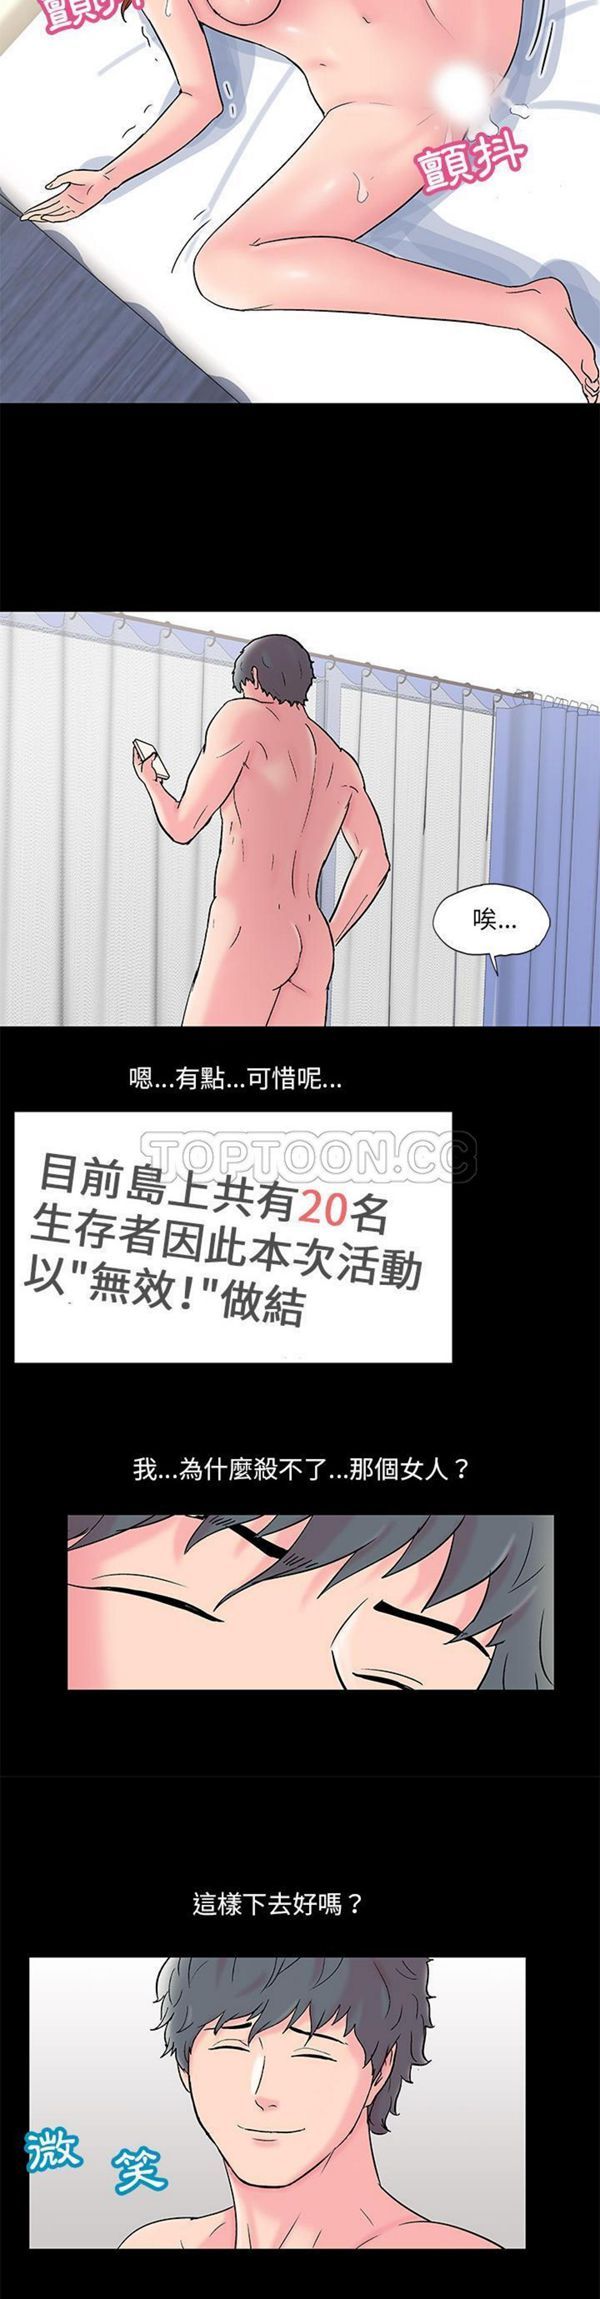 顫抖
顫抖
唉...
嗯...有點...可惜呢...
TOPTOON.CC
目前島上共有20名
生存者因此本次活動
以"無效!"做結
我...為什麼殺不了...那個女人？
這樣下去好嗎？
微笑